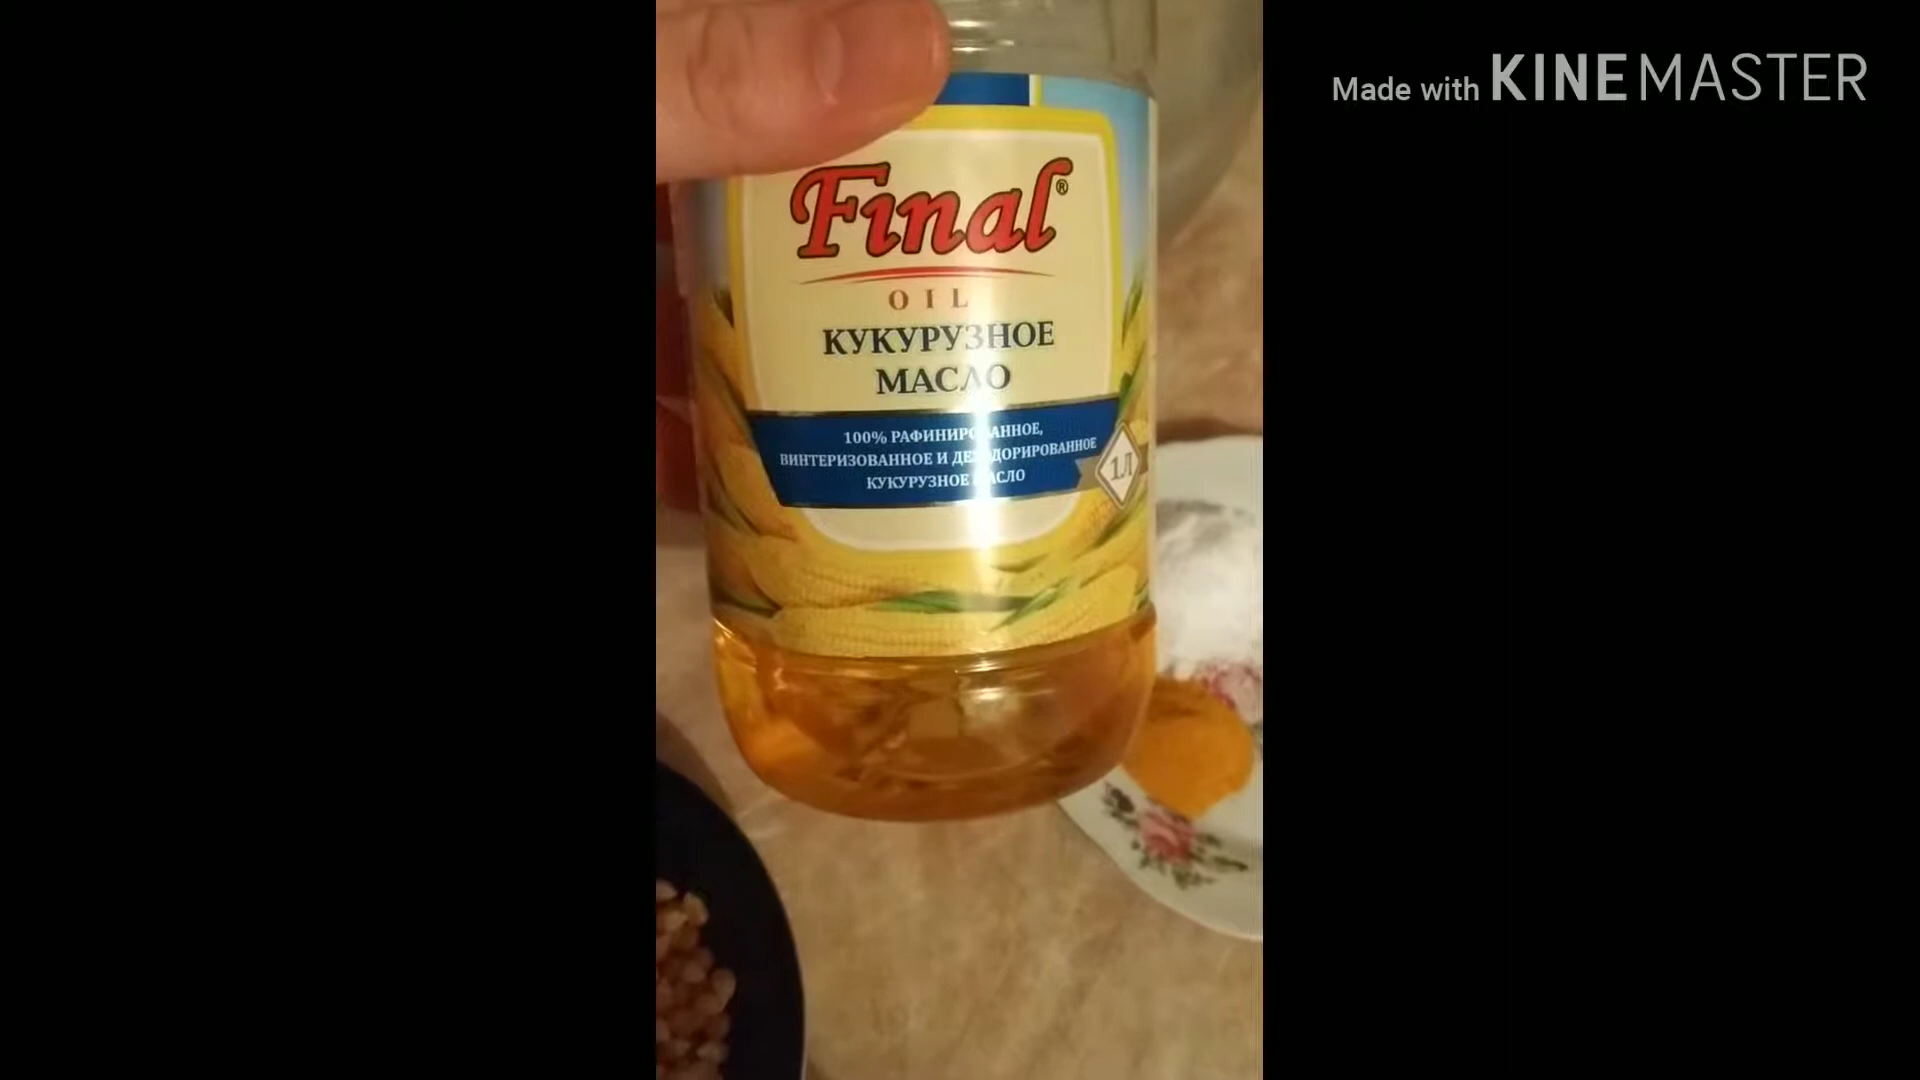 Made with KINEMASTER
Final®
OIL
КУКУРУЗНОЕ
МАСЛО
100% РАФИНИРОВАННОЕ,
ВИНТЕРИЗОВАННОЕ И ДЕЗОДОРИРОВАННОЕ
КУКУРУЗНОЕ МАСЛО
1Л